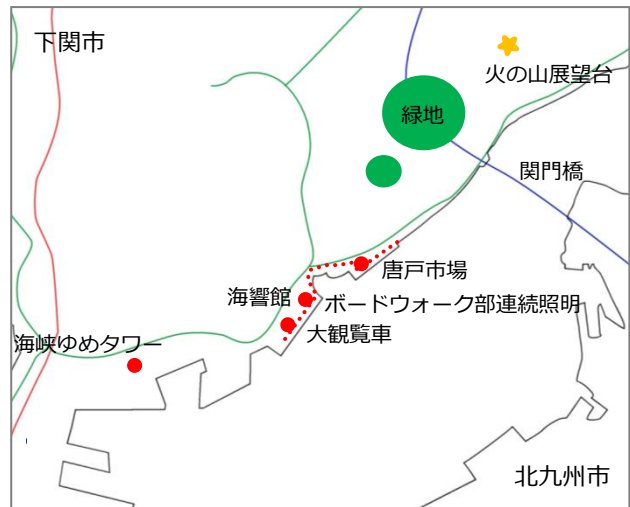 下関市
火の山展望台
緑地
関門橋
唐戸市場
海響館
ボードウォーク部連続照明
大観覧車
海峡ゆめタワー
北九州市